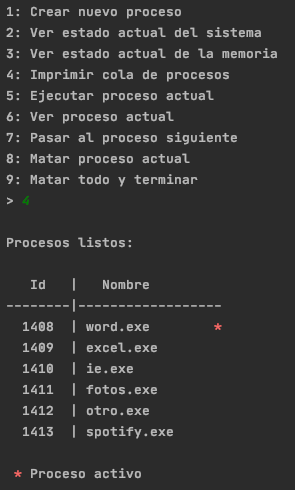 1: Crear nuevo proceso
2: Ver estado actual del sistema
3: Ver estado actual de la memoria
4: Imprimir cola de procesos
5: Ejecutar proceso actual
6: Ver proceso actual
7: Pasar al proceso siguiente
8: Matar proceso actual
9: Matar todo y terminar
> 4
Procesos listos:
Id | Nombre
--------|------------------
1408 | word.exe *
1409 | excel.exe
1410 | ie.exe
1411 | fotos.exe
1412 | otro.exe
1413 | spotify.exe
* Proceso activo